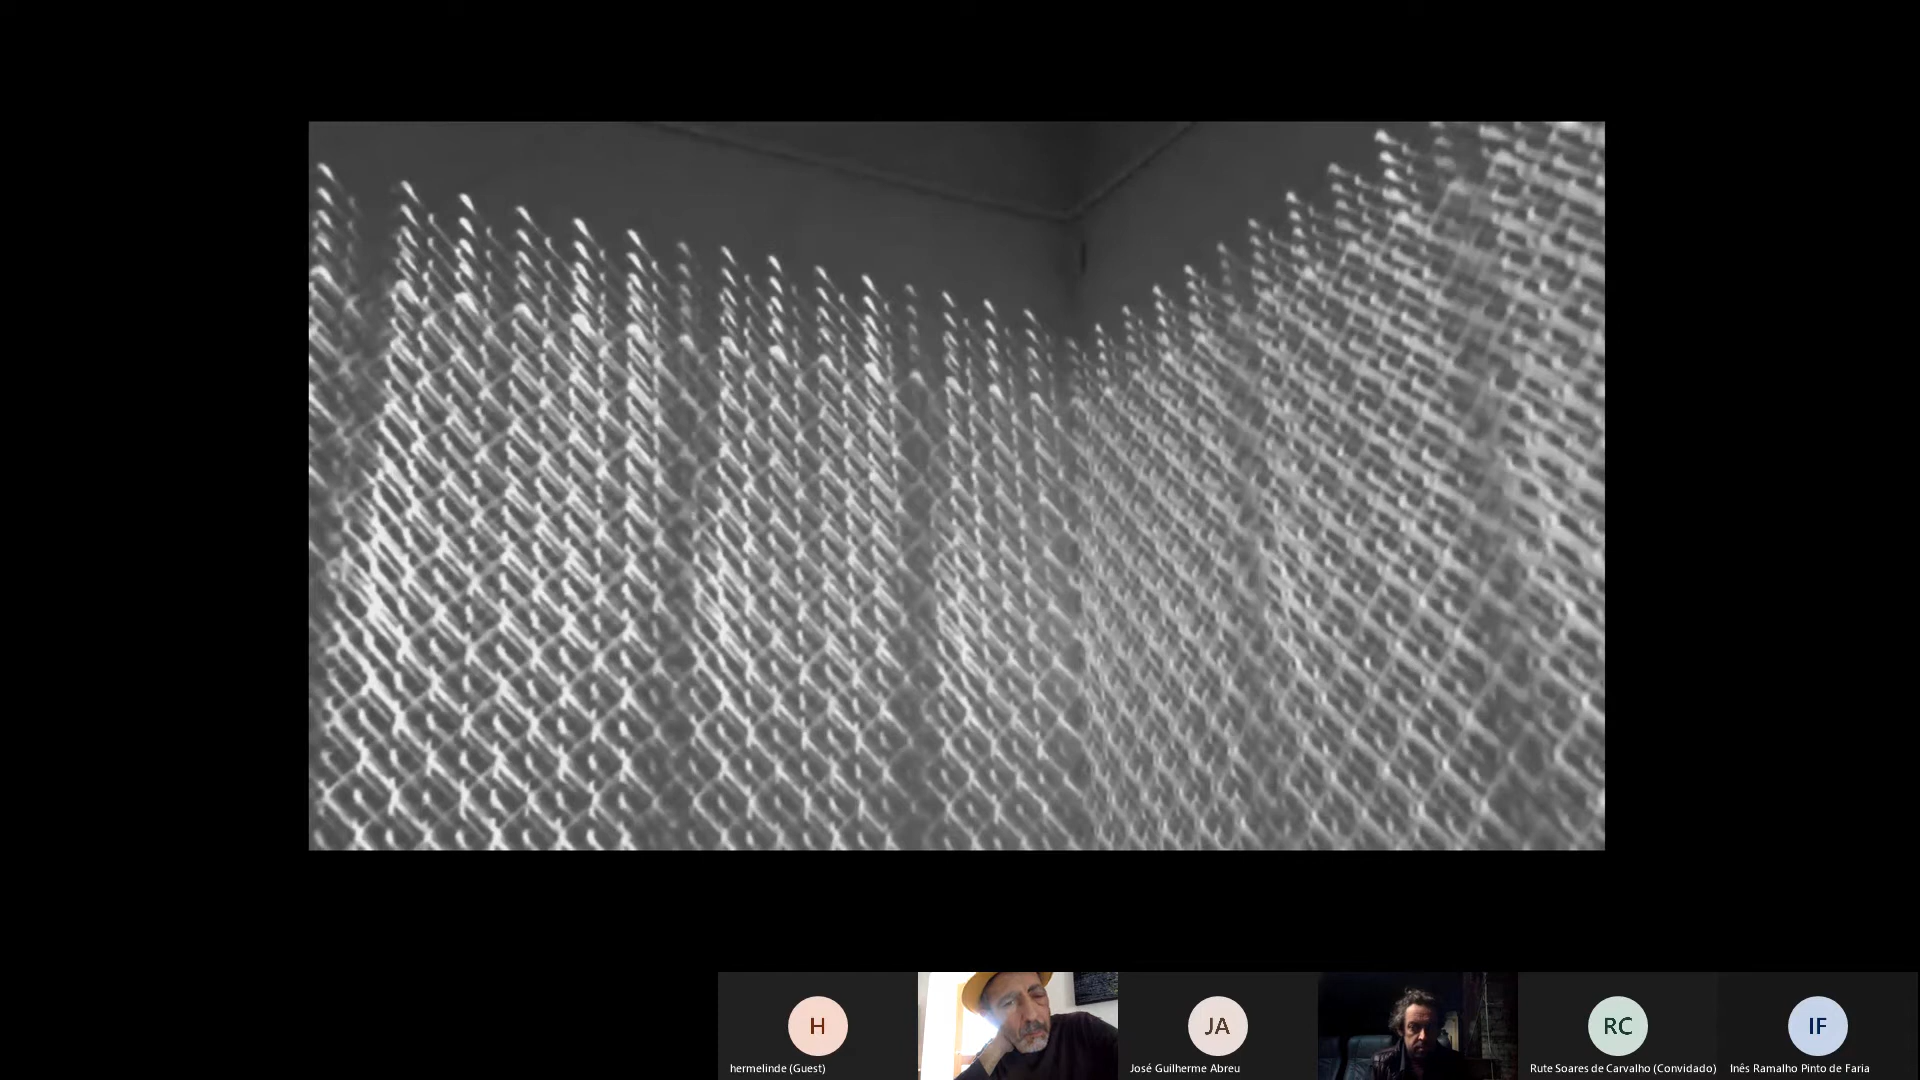 H
hermelinde (Guest)
JA
José Guilherme Abreu
RC
Rute Soares de Carvalho (Convidado)
IF
Inês Ramalho Pinto de Faria